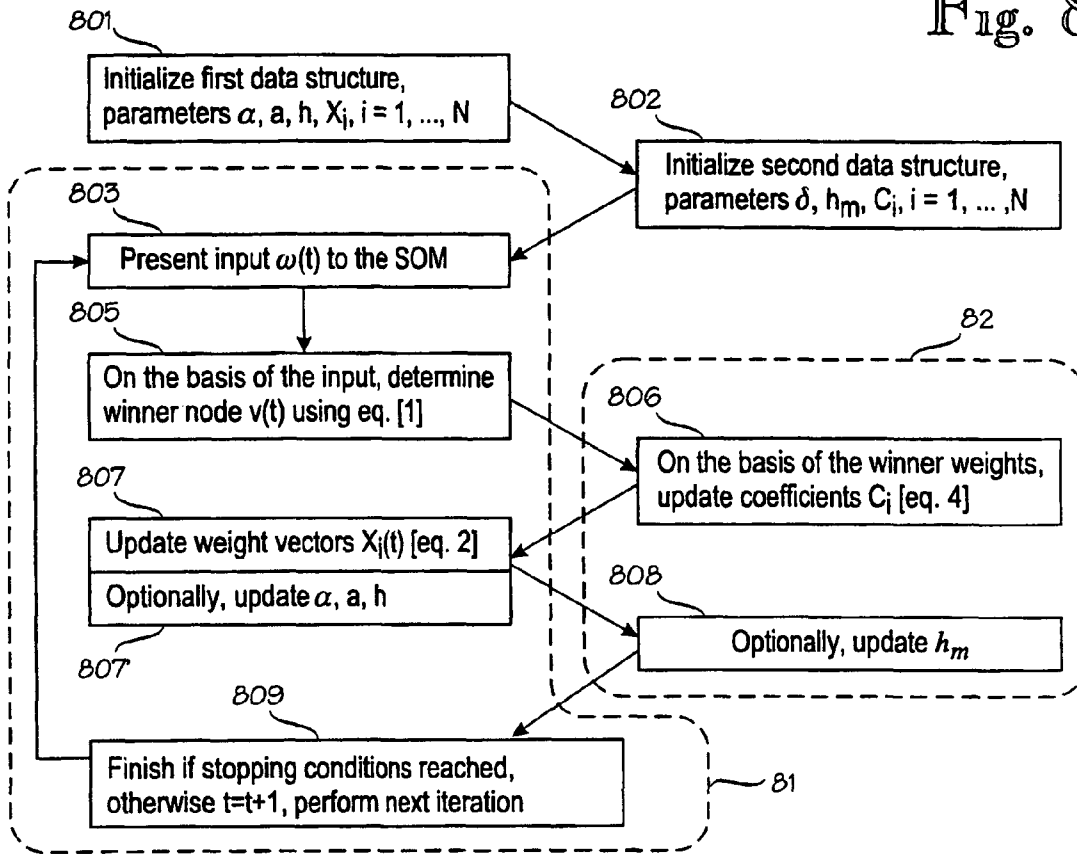 Fig. 8
801
Initialize first data structure,
parameters α, a, h, Xi, i = 1, ..., N
802
Initialize second data structure,
parameters δ, hm, Ci, i = 1, ... ,N
803
Present input ω(t) to the SOM
805
On the basis of the input, determine
winner node v(t) using eq. [1]
82
806
On the basis of the winner weights,
update coefficients Ci [eq. 4]
807
Update weight vectors Xi(t) [eq. 2]
Optionally, update α, a, h
807'
808
Optionally, update hm
809
Finish if stopping conditions reached,
otherwise t=t+1, perform next iteration
81